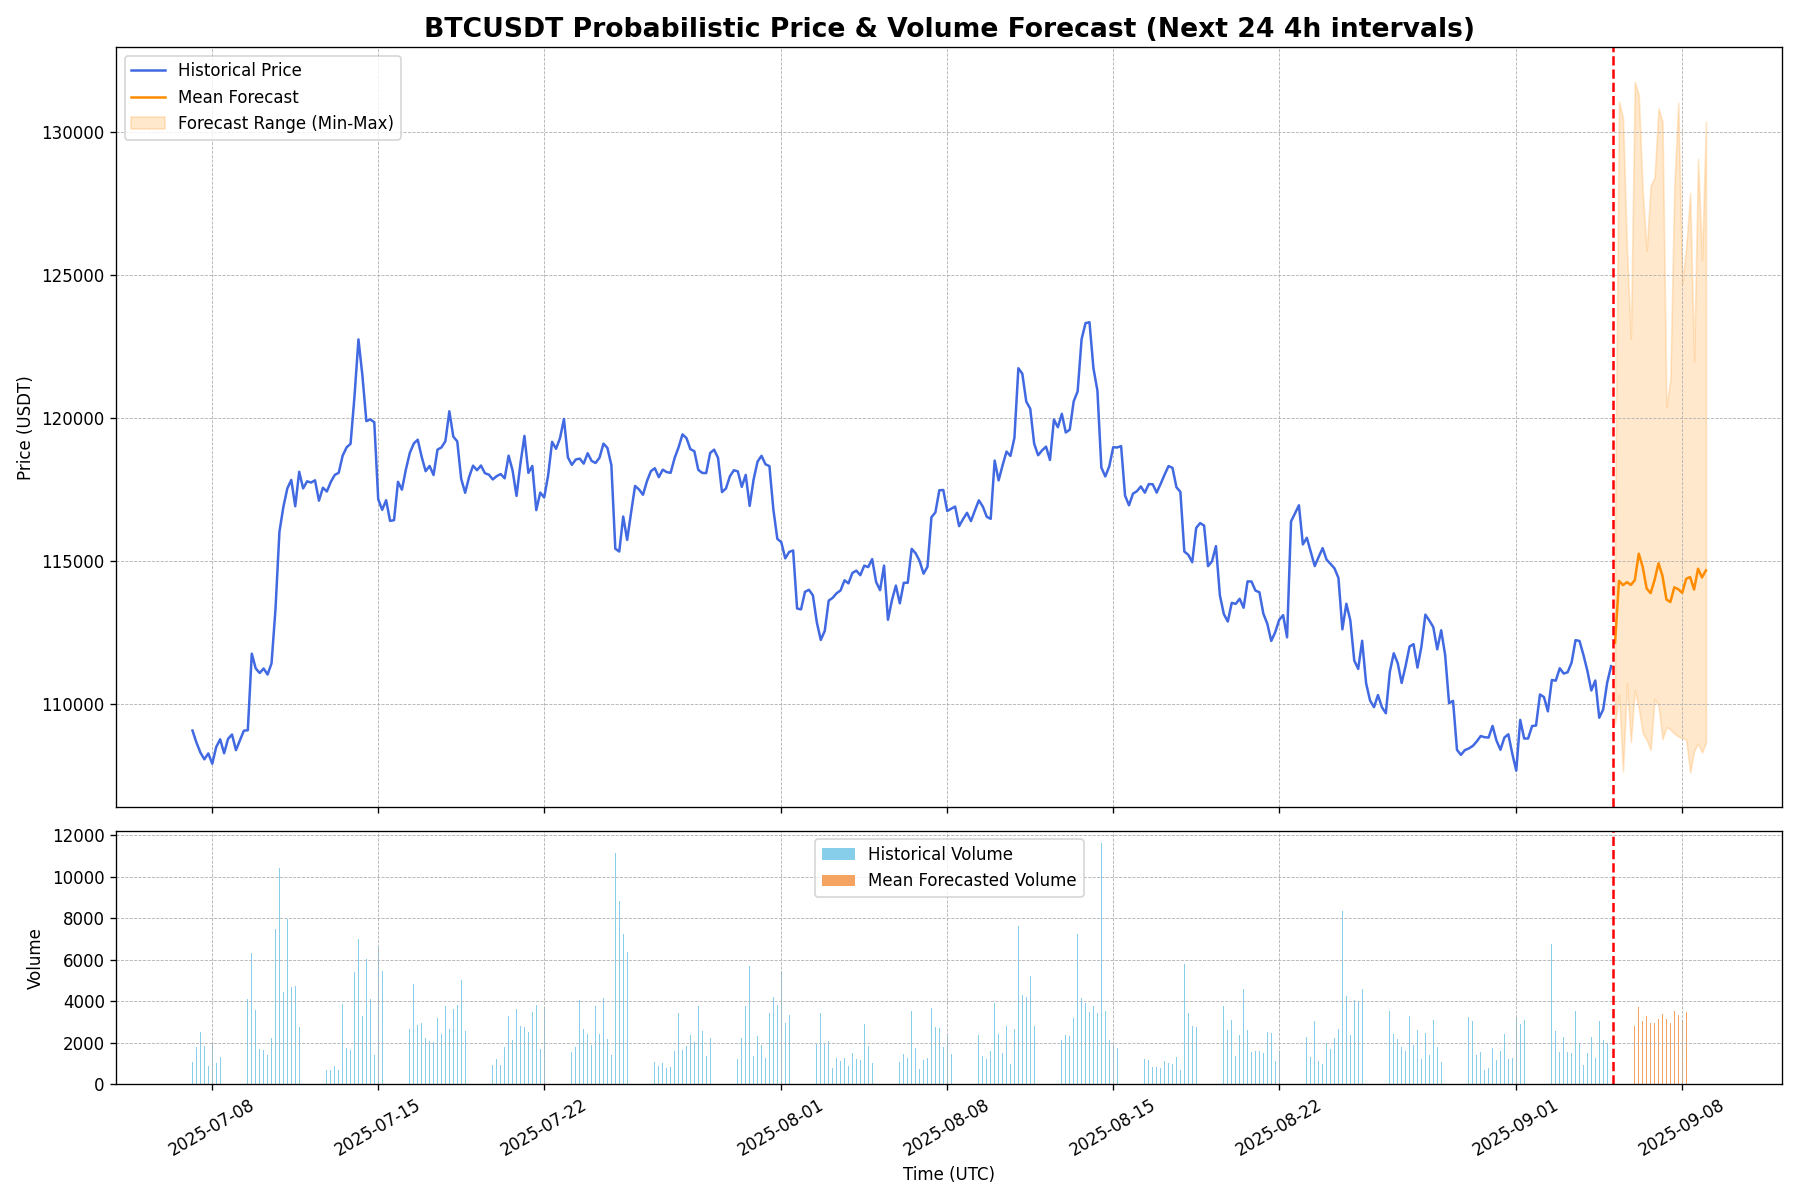 BTCUSDT Probabilistic Price & Volume Forecast (Next 24 4h intervals)
Historical Price
Mean Forecast
Forecast Range (Min-Max)
Price (USDT)
130000
125000
120000
115000
110000
Historical Volume
Mean Forecasted Volume
Volume
12000
10000
8000
6000
4000
2000
0
2025-07-08
2025-07-15
2025-07-22
2025-08-01
2025-08-08
2025-08-15
2025-08-22
2025-09-01
2025-09-08
Time (UTC)